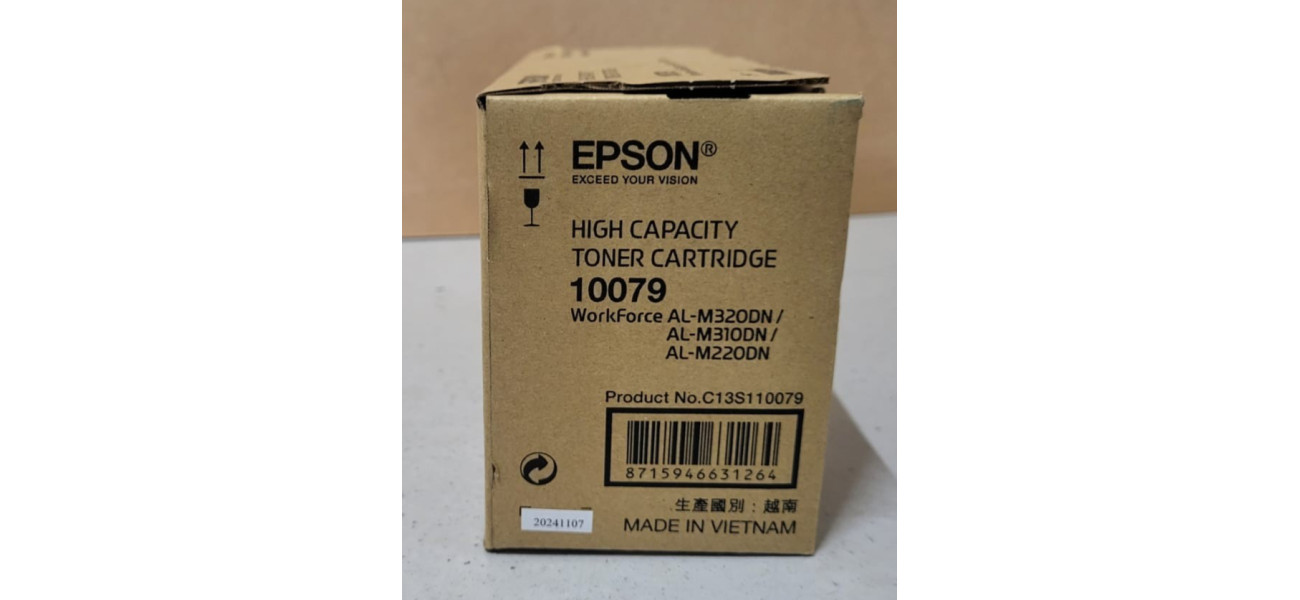 EPSON®
EXCEED YOUR VISION
HIGH CAPACITY
TONER CARTRIDGE
10079
WorkForce AL-M320DN /
AL-M310DN /
AL-M220DN
Product No.C13S110079
8715946631264
生產國別：越南
20241107
MADE IN VIETNAM